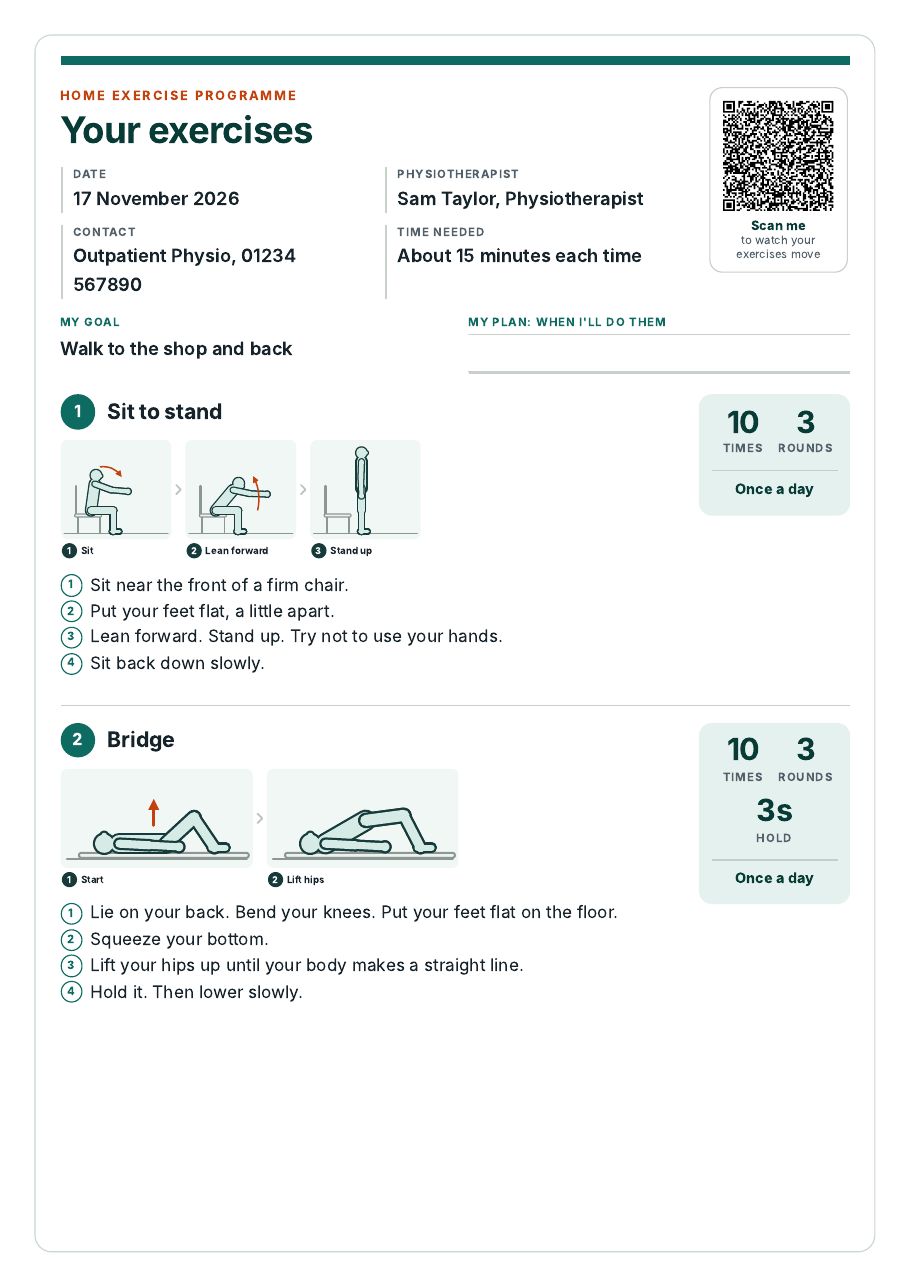 HOME EXERCISE PROGRAMME
Your exercises
DATE
17 November 2026
PHYSIOTHERAPIST
Sam Taylor, Physiotherapist
CONTACT
Outpatient Physio, 01234
567890
TIME NEEDED
About 15 minutes each time
Scan me
to watch your
exercises move
MY GOAL
Walk to the shop and back
MY PLAN: WHEN I'LL DO THEM
1 Sit to stand
10 3
TIMES ROUNDS
Once a day
1 Sit
2 Lean forward
3 Stand up
1 Sit near the front of a firm chair.
2 Put your feet flat, a little apart.
3 Lean forward. Stand up. Try not to use your hands.
4 Sit back down slowly.
2 Bridge
10 3
TIMES ROUNDS
3s
HOLD
Once a day
1 Start
2 Lift hips
1 Lie on your back. Bend your knees. Put your feet flat on the floor.
2 Squeeze your bottom.
3 Lift your hips up until your body makes a straight line.
4 Hold it. Then lower slowly.